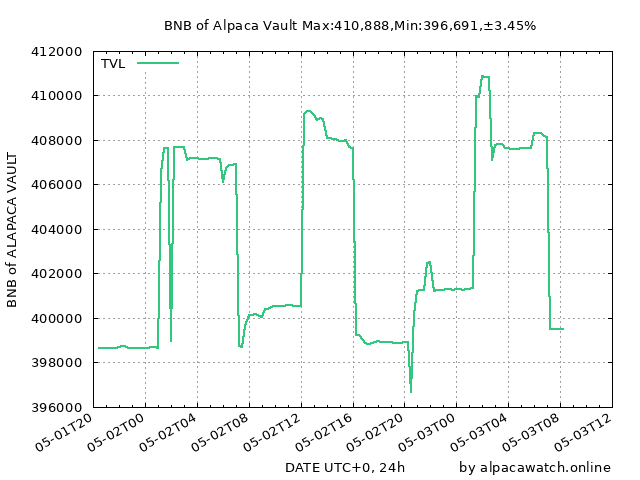 BNB of Alpaca Vault Max:410,888,Min:396,691,±3.45%
TVL
BNB of ALAPACA VAULT
412000
410000
408000
406000
404000
402000
400000
398000
396000
05-01T20
05-02T00
05-02T04
05-02T08
05-02T12
05-02T16
05-02T20
05-03T00
05-03T04
05-03T08
05-03T12
DATE UTC+0, 24h
by alpacawatch.online